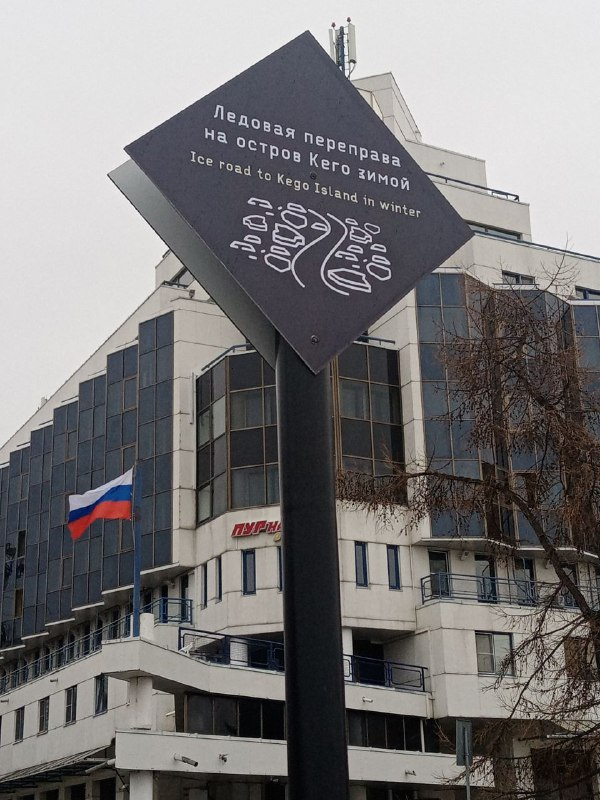 Ледовая переправа
на остров Кего зимой
Ice road to Kego Island in winter